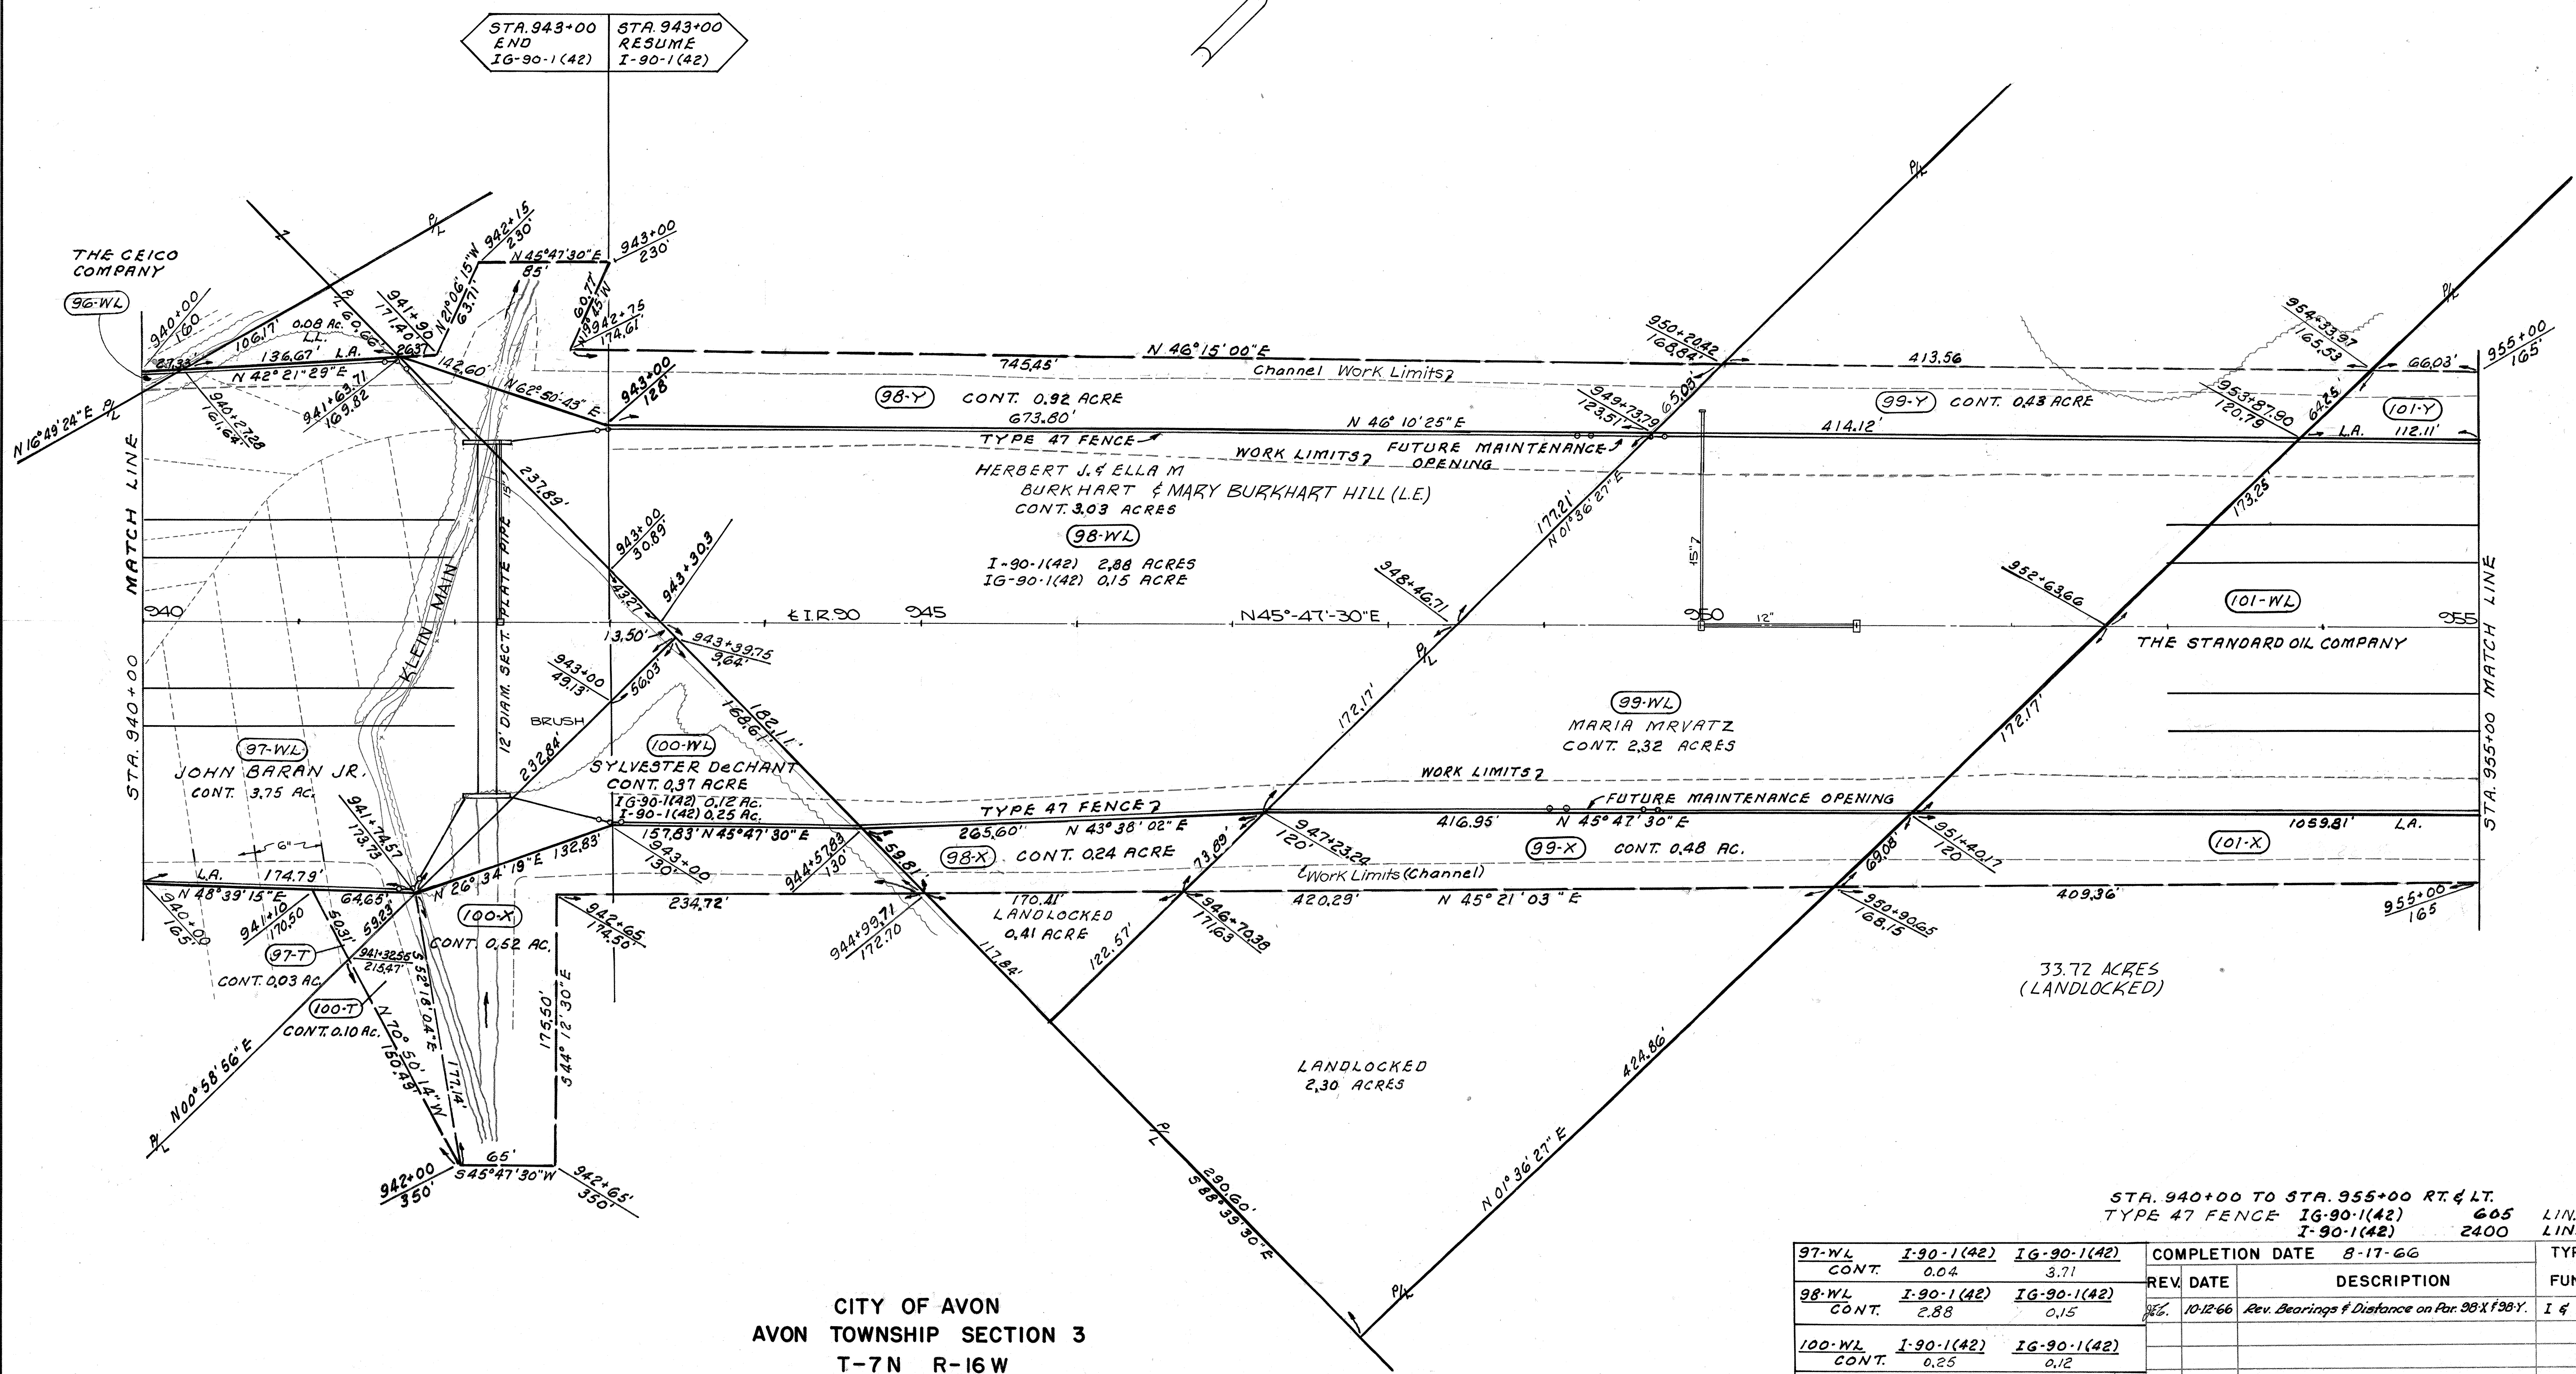 STA. 943+00
END
IG-90-1(42)
STA. 943+00
RESUME
I-90-1(42)
THE CEICO
COMPANY
96-WL
940+00
160
27.33'
106.17'
0.08 Ac.
L.L.
136.67'
L.A.
N 42° 21' 29" E
N 16° 49' 24" E
P/L
P/L
P/L
60.66'
940+27.28
161.64'
941+63.71
169.82
941+90
171.40'
26.37
N 21° 06' 15" W
63.71'
942+15
230'
N 45° 47' 30" E
85'
943+00
230'
60.77
942+75
174.61'
142.60'
N 62° 50' 43" E
943+00
128'
745.45'
N 46° 15' 00" E
Channel Work Limits
98-Y
CONT. 0.92 ACRE
673.80'
N 46° 10' 25" E
TYPE 47 FENCE
WORK LIMITS
FUTURE MAINTENANCE
OPENING
HERBERT J. & ELLA M
BURKHART & MARY BURKHART HILL (L.E.)
CONT. 3.03 ACRES
98-WL
I-90-1(42) 2.88 ACRES
IG-90-1(42) 0.15 ACRE
950+20.42
168.84'
413.56
949+73.79
123.51'
65.03'
99-Y
CONT. 0.43 ACRE
414.12'
P/L
P/L
954+33.97
165.53
66.03'
955+00
165'
953+87.90
120.79
64.25'
101-Y
L.A.
112.11'
177.21'
N 01° 36' 27" E
173.25'
15"
237.89'
15"
943+00
30.89'
943+30.3
43.27
940
℄ I.R. 90
945
N 45°-47'-30" E
948+46.71
950
12"
952+63.66
101-WL
955
THE STANDARD OIL COMPANY
STA. 940+00 MATCH LINE
STA. 955+00 MATCH LINE
KLEIN MAIN
12' DIAM. SECT. PLATE PIPE
13.50'
943+39.75
9.64'
943+00
49.13'
56.03'
P/L
172.17'
172.17'
BRUSH
232.84'
182.11'
168.61'
97-WL
JOHN BARAN JR.
CONT. 3.75 AC.
100-WL
SYLVESTER DeCHANT
CONT. 0.37 ACRE
IG-90-1(42) 0.12 Ac.
I-90-1(42) 0.25 Ac.
99-WL
MARIA MRVATZ
CONT. 2.32 ACRES
WORK LIMITS
941+74.57
173.73
157.83' N 45° 47' 30" E
TYPE 47 FENCE
265.60'
N 43° 38' 02" E
FUTURE MAINTENANCE OPENING
416.95'
N 45° 47' 30" E
1059.81'
L.A.
6"
N 26° 34' 19" E 132.83'
943+00
130'
944+57.83
130'
59.81'
98-X
CONT. 0.24 ACRE
73.89'
947+23.24
120'
99-X
CONT. 0.48 AC.
951+40.17
120
69.08'
101-X
Work Limits (Channel)
L.A.
174.79'
N 48° 39' 15" E
64.65'
940+00
165'
941+10
170.50
50.31'
59.23'
100-X
CONT. 0.52 AC.
234.72'
942+65
174.50'
944+99.71
172.70
170.41'
LANDLOCKED
0.41 ACRE
946+70.38
171.63
420.29'
N 45° 21' 03" E
950+90.65
168.15
409.36'
955+00
165
97-T
CONT. 0.03 AC.
941+32.55
215.47'
100-T
CONT. 0.10 AC.
N 70° 50' 14" W
150.49'
S 52° 18' 04" E
177.14'
175.50'
S 44° 12' 30" E
117.84'
122.57'
33.72 ACRES
(LANDLOCKED)
N 00° 58' 56" E
P/L
65'
S 45° 47' 30" W
942+00
350'
942+65'
350'
LANDLOCKED
2.30 ACRES
424.86'
P/L
290.60'
S 88° 39' 30" E
N 01° 36' 27" E
P/L
CITY OF AVON
AVON TOWNSHIP SECTION 3
T-7N R-16W
STA. 940+00 TO STA. 955+00 RT. & LT.
TYPE 47 FENCE IG-90-1(42) 605 LIN.
I-90-1(42) 2400 LIN.
97-WL I-90-1(42) IG-90-1(42)
CONT. 0.04 3.71
98-WL I-90-1(42) IG-90-1(42)
CONT. 2.88 0.15
100-WL I-90-1(42) IG-90-1(42)
CONT. 0.25 0.12
COMPLETION DATE 8-17-66
REV. DATE DESCRIPTION
10-12-66 Rev. Bearings & Distance on Par. 98-X & 98-Y.
TYP
FUN
I &